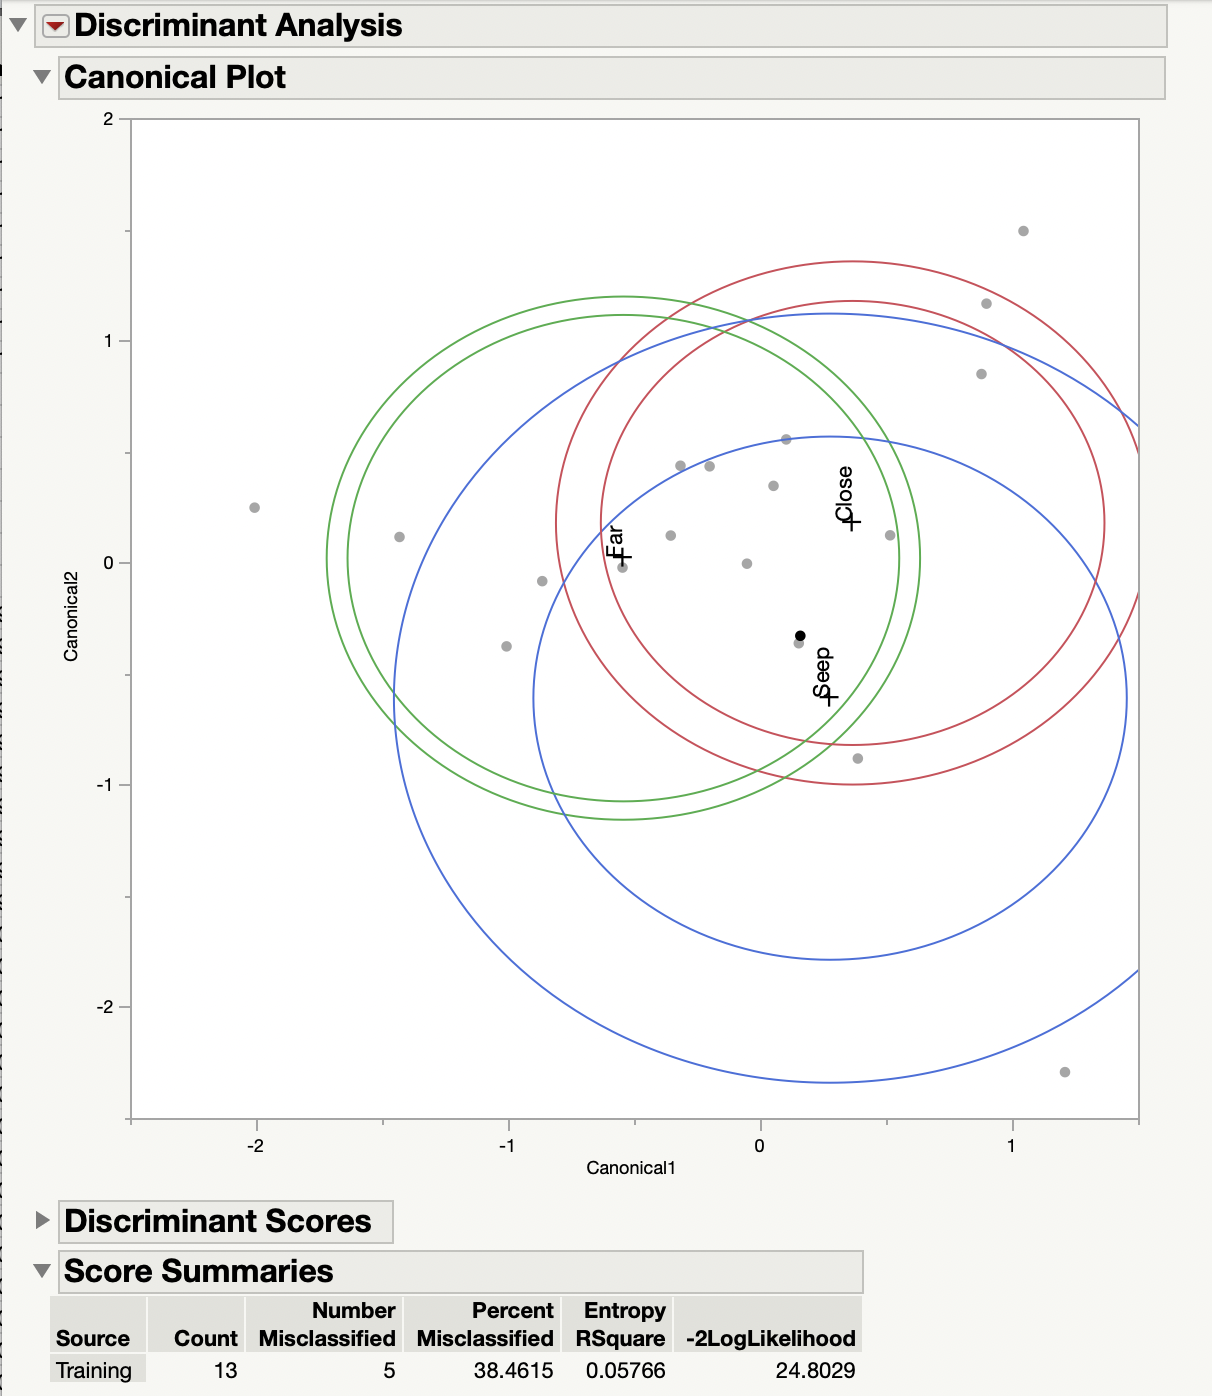 Discriminant Analysis
Canonical Plot
2
1
0
-1
-2
Canonical2
Far
Close
Seep
-2
-1
0
1
Canonical1
Discriminant Scores
Score Summaries
Number Percent Entropy
Source Count Misclassified Misclassified RSquare -2LogLikelihood
Training 13 5 38.4615 0.05766 24.8029